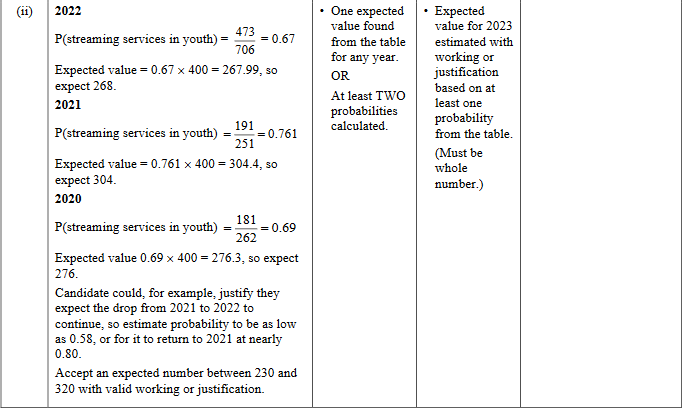 (ii)
2022
P(streaming services in youth) = 473/706 = 0.67
Expected value = 0.67 × 400 = 267.99, so
expect 268.
2021
P(streaming services in youth) = 191/251 = 0.761
Expected value = 0.761 × 400 = 304.4, so
expect 304.
2020
P(streaming services in youth) = 181/262 = 0.69
Expected value 0.69 × 400 = 276.3, so expect
276.
Candidate could, for example, justify they
expect the drop from 2021 to 2022 to
continue, so estimate probability to be as low
as 0.58, or for it to return to 2021 at nearly
0.80.
Accept an expected number between 230 and
320 with valid working or justification.
• One expected
value found
from the table
for any year.
OR
At least TWO
probabilities
calculated.
• Expected
value for 2023
estimated with
working or
justification
based on at
least one
probability
from the table.
(Must be
whole
number.)